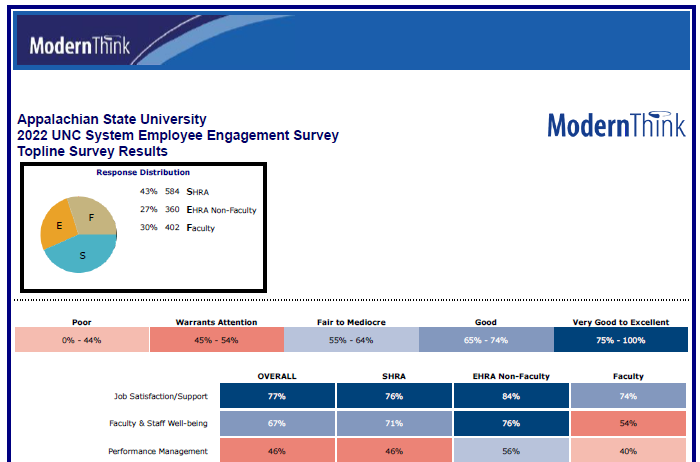 ModernThink
Appalachian State University
2022 UNC System Employee Engagement Survey
Topline Survey Results
ModernThink
Response Distribution
43% 584 SHRA
27% 360 EHRA Non-Faculty
30% 402 Faculty
E F
S
Poor Warrants Attention Fair to Mediocre Good Very Good to Excellent
0% - 44% 45% - 54% 55% - 64% 65% - 74% 75% - 100%
OVERALL SHRA EHRA Non-Faculty Faculty
Job Satisfaction/Support 77% 76% 84% 74%
Faculty & Staff Well-being 67% 71% 76% 54%
Performance Management 46% 46% 56% 40%